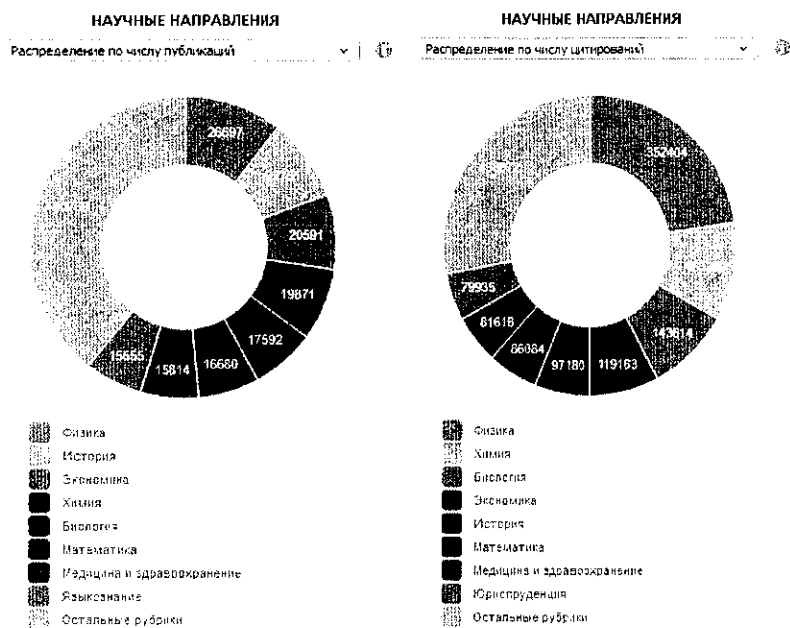 НАУЧНЫЕ НАПРАВЛЕНИЯ
Распределение по числу публикаций
26697
20591
19871
17592
16680
15814
15655
Физика
История
Экономика
Химия
Биология
Математика
Медицина и здравоохранение
Языкознание
Остальные рубрики
НАУЧНЫЕ НАПРАВЛЕНИЯ
Распределение по числу цитирований
352404
143614
119163
97180
86084
81616
79935
Физика
Химия
Биология
Экономика
История
Математика
Медицина и здравоохранение
Юриспруденция
Остальные рубрики